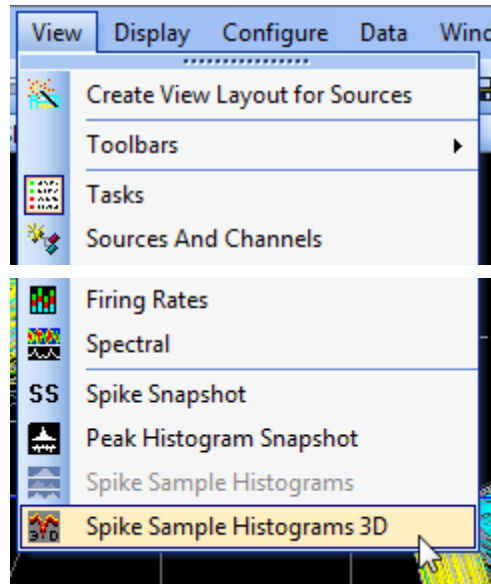 View Display Configure Data
Create View Layout for Sources
Toolbars
Tasks
Sources And Channels
Firing Rates
Spectral
SS Spike Snapshot
Peak Histogram Snapshot
Spike Sample Histograms
3D Spike Sample Histograms 3D